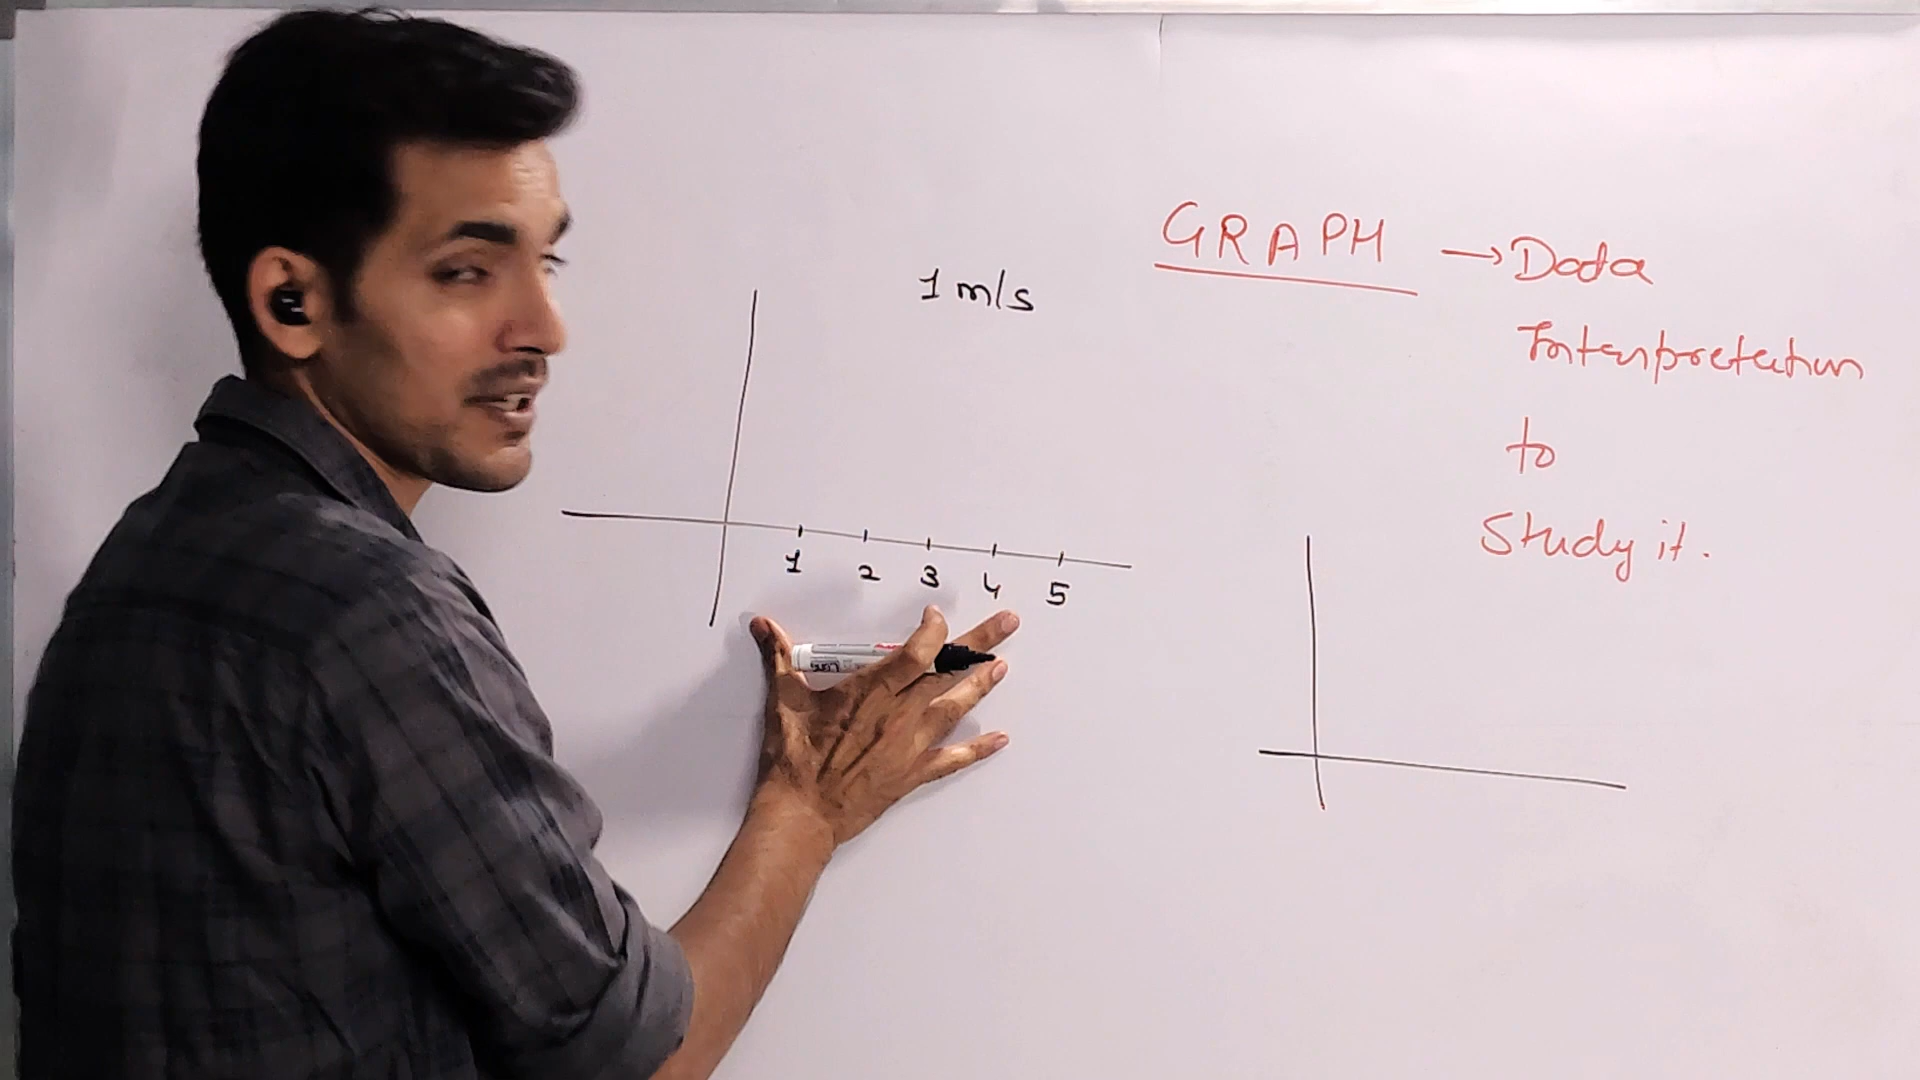 GRAPH → Data
Interpretation
to
Study it.
1 m/s
1 2 3 4 5